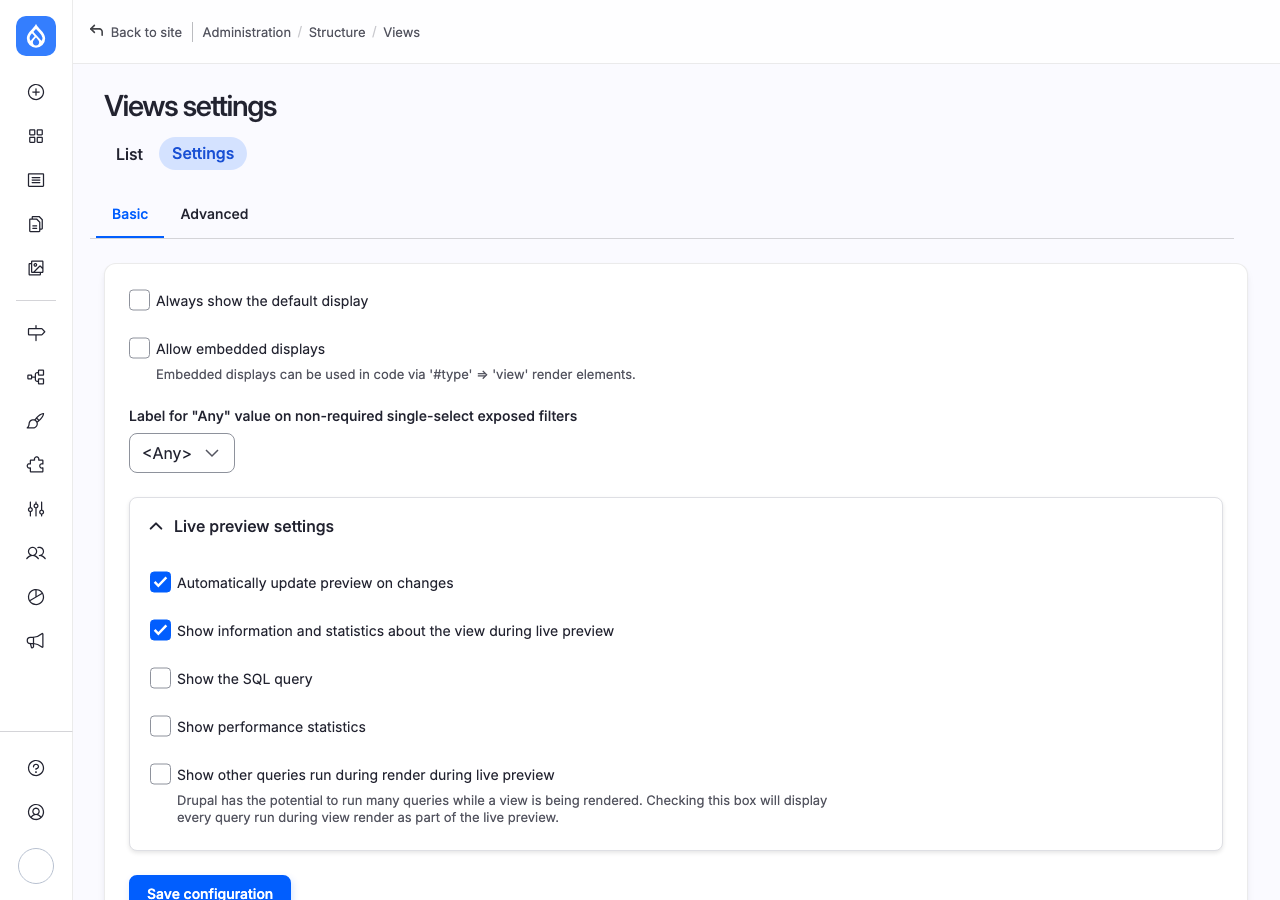 Back to site
Administration / Structure / Views
Views settings
List
Settings
Basic
Advanced
Always show the default display
Allow embedded displays
Embedded displays can be used in code via '#type' => 'view' render elements.
Label for "Any" value on non-required single-select exposed filters
<Any>
Live preview settings
Automatically update preview on changes
Show information and statistics about the view during live preview
Show the SQL query
Show performance statistics
Show other queries run during render during live preview
Drupal has the potential to run many queries while a view is being rendered. Checking this box will display
every query run during view render as part of the live preview.
Save configuration